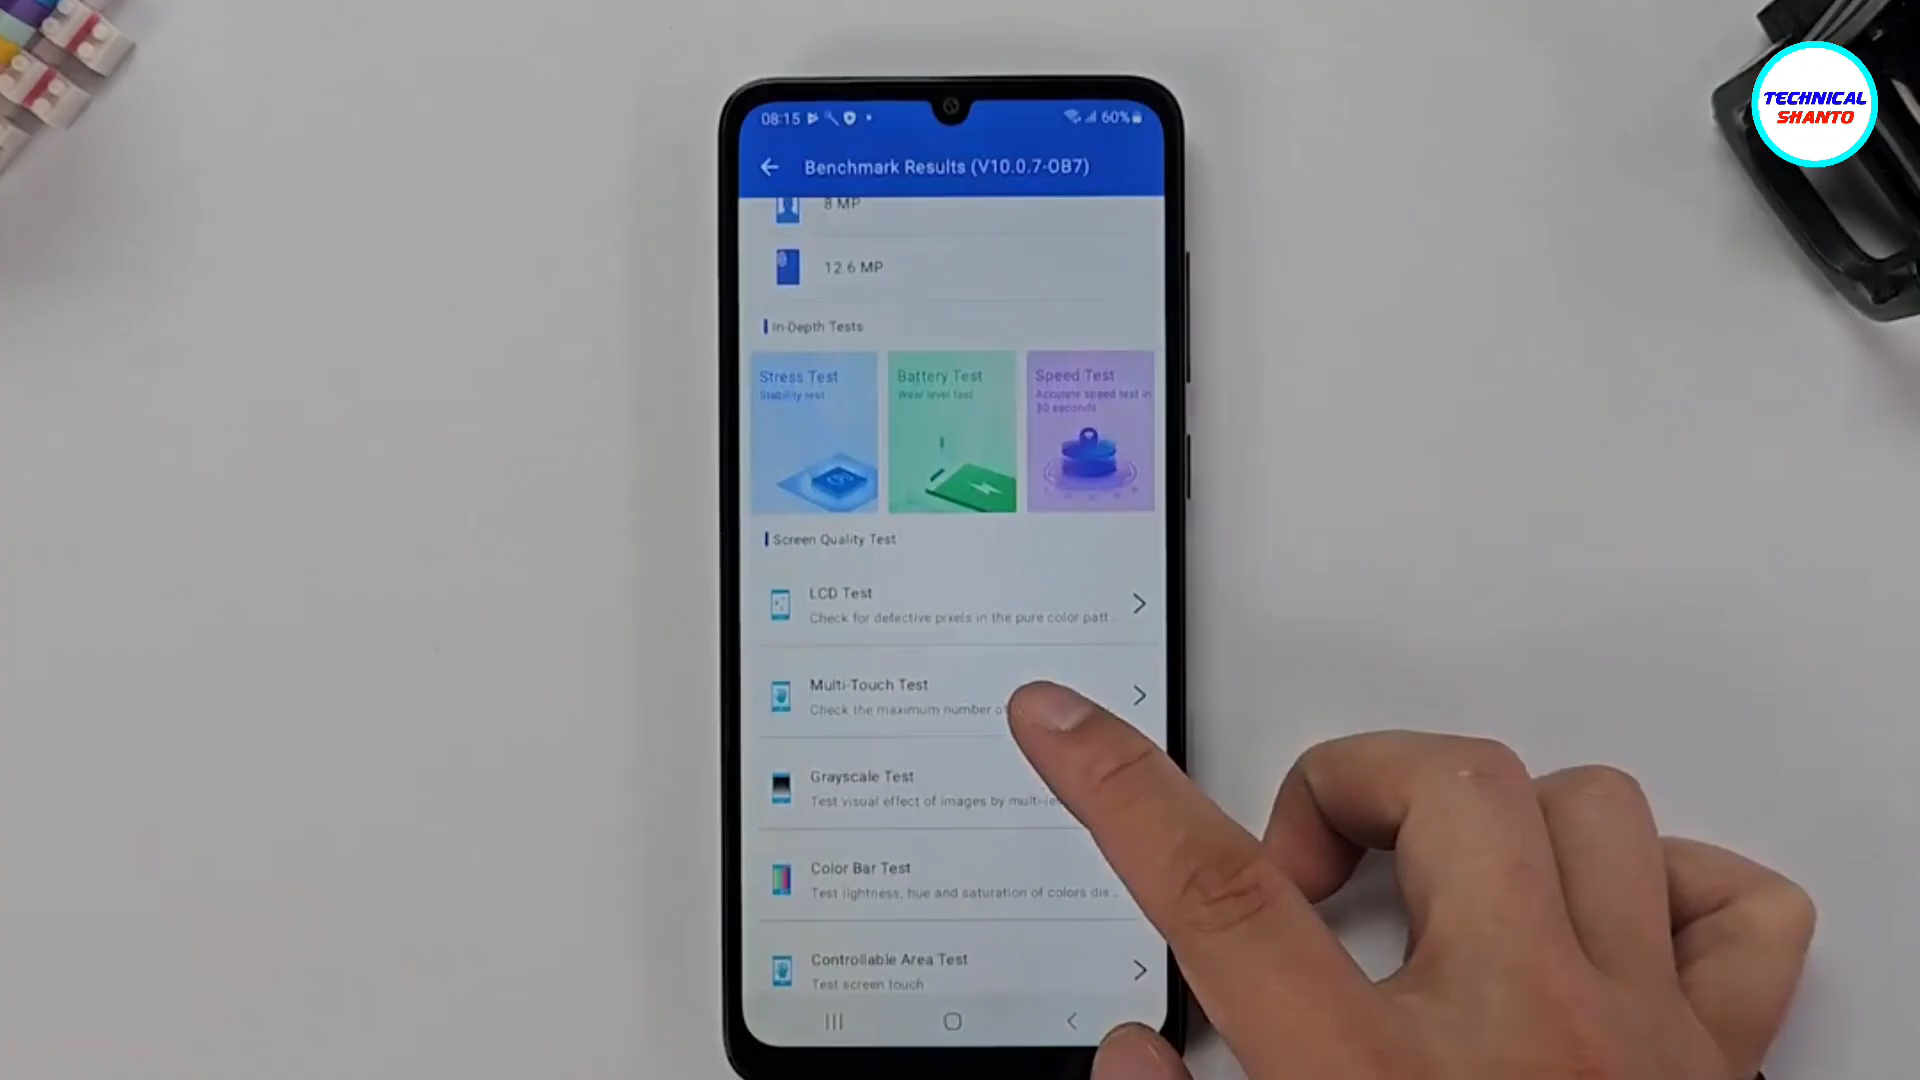 TECHNICAL
SHANTO
08:15
60%
Benchmark Results (V10.0.7-OB7)
8 MP
12.6 MP
In-Depth Tests
Stress Test
Stability test
Battery Test
Wear level test
Speed Test
Accurate speed test in
30 seconds
Screen Quality Test
LCD Test
Check for defective pixels in the pure color patt...
Multi-Touch Test
Check the maximum number of
Grayscale Test
Test visual effect of images by multi-le
Color Bar Test
Test lightness, hue and saturation of colors dis...
Controllable Area Test
Test screen touch